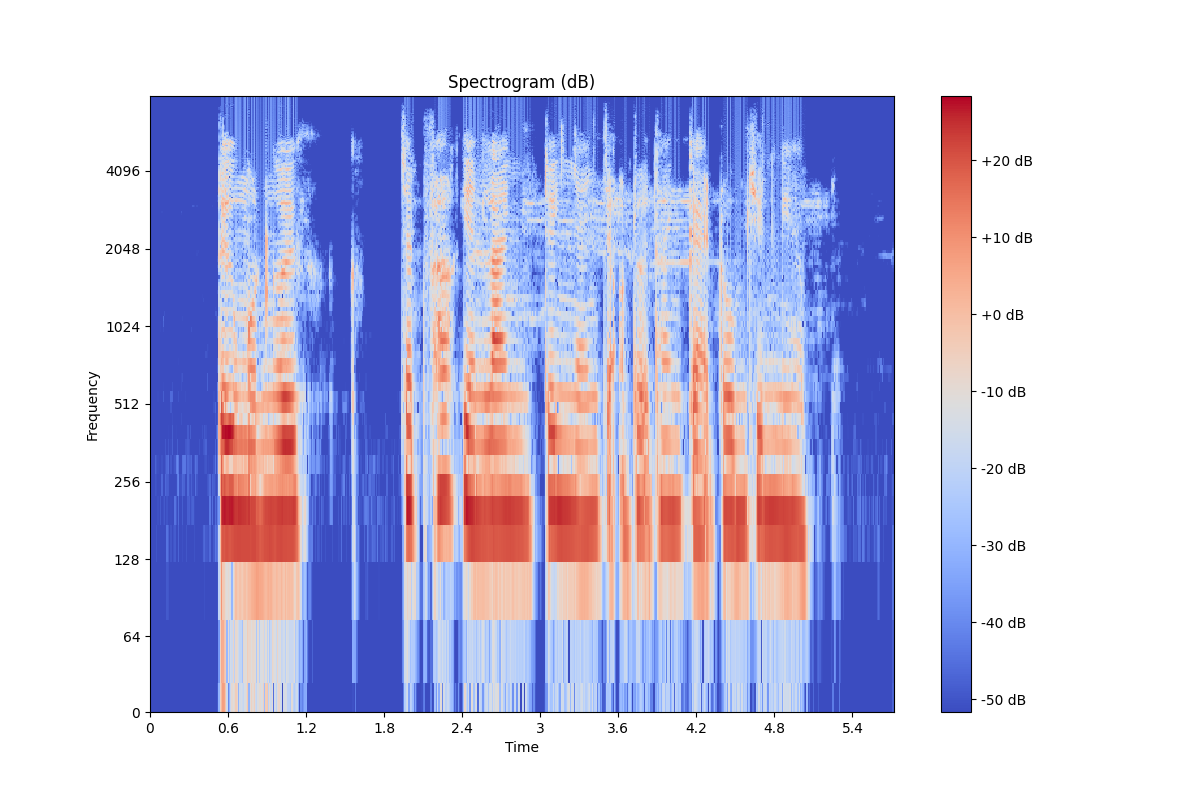 Spectrogram (dB)
4096
2048
1024
512
256
128
64
0
Frequency
0 0.6 1.2 1.8 2.4 3 3.6 4.2 4.8 5.4
Time
+20 dB
+10 dB
+0 dB
-10 dB
-20 dB
-30 dB
-40 dB
-50 dB